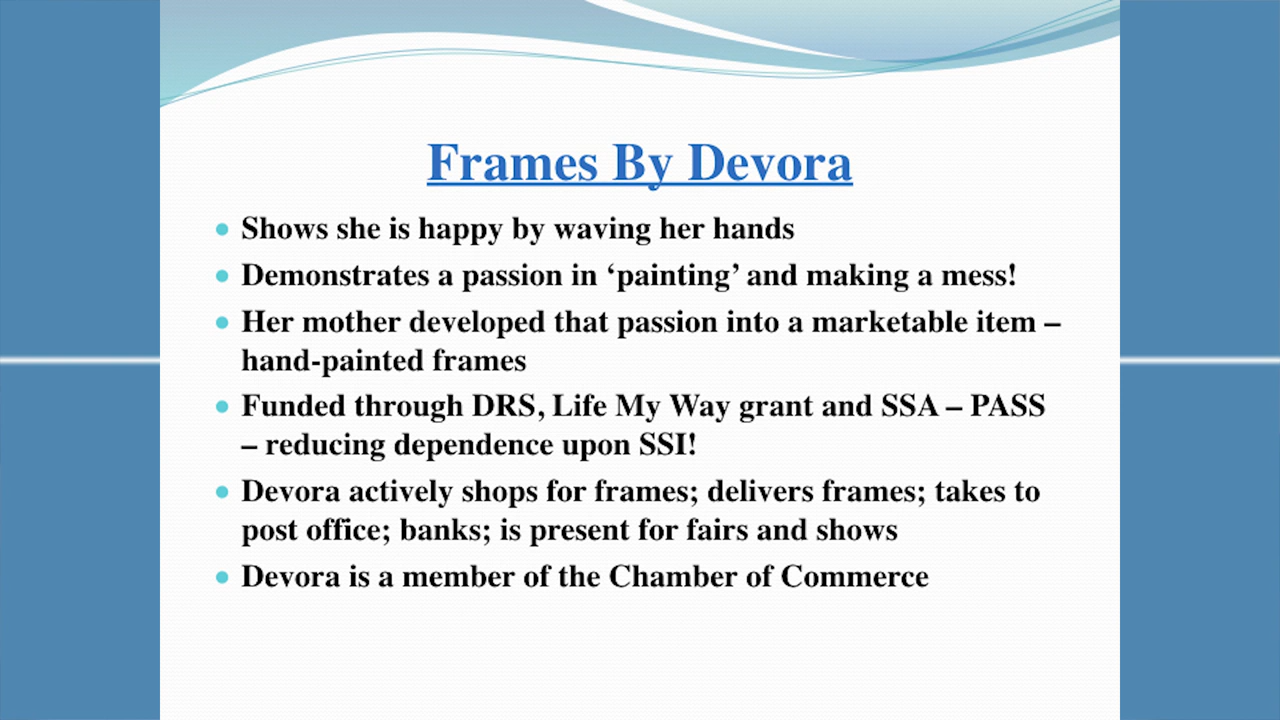 Frames By Devora
Shows she is happy by waving her hands
Demonstrates a passion in ‘painting’ and making a mess!
Her mother developed that passion into a marketable item –
hand-painted frames
Funded through DRS, Life My Way grant and SSA – PASS
– reducing dependence upon SSI!
Devora actively shops for frames; delivers frames; takes to
post office; banks; is present for fairs and shows
Devora is a member of the Chamber of Commerce